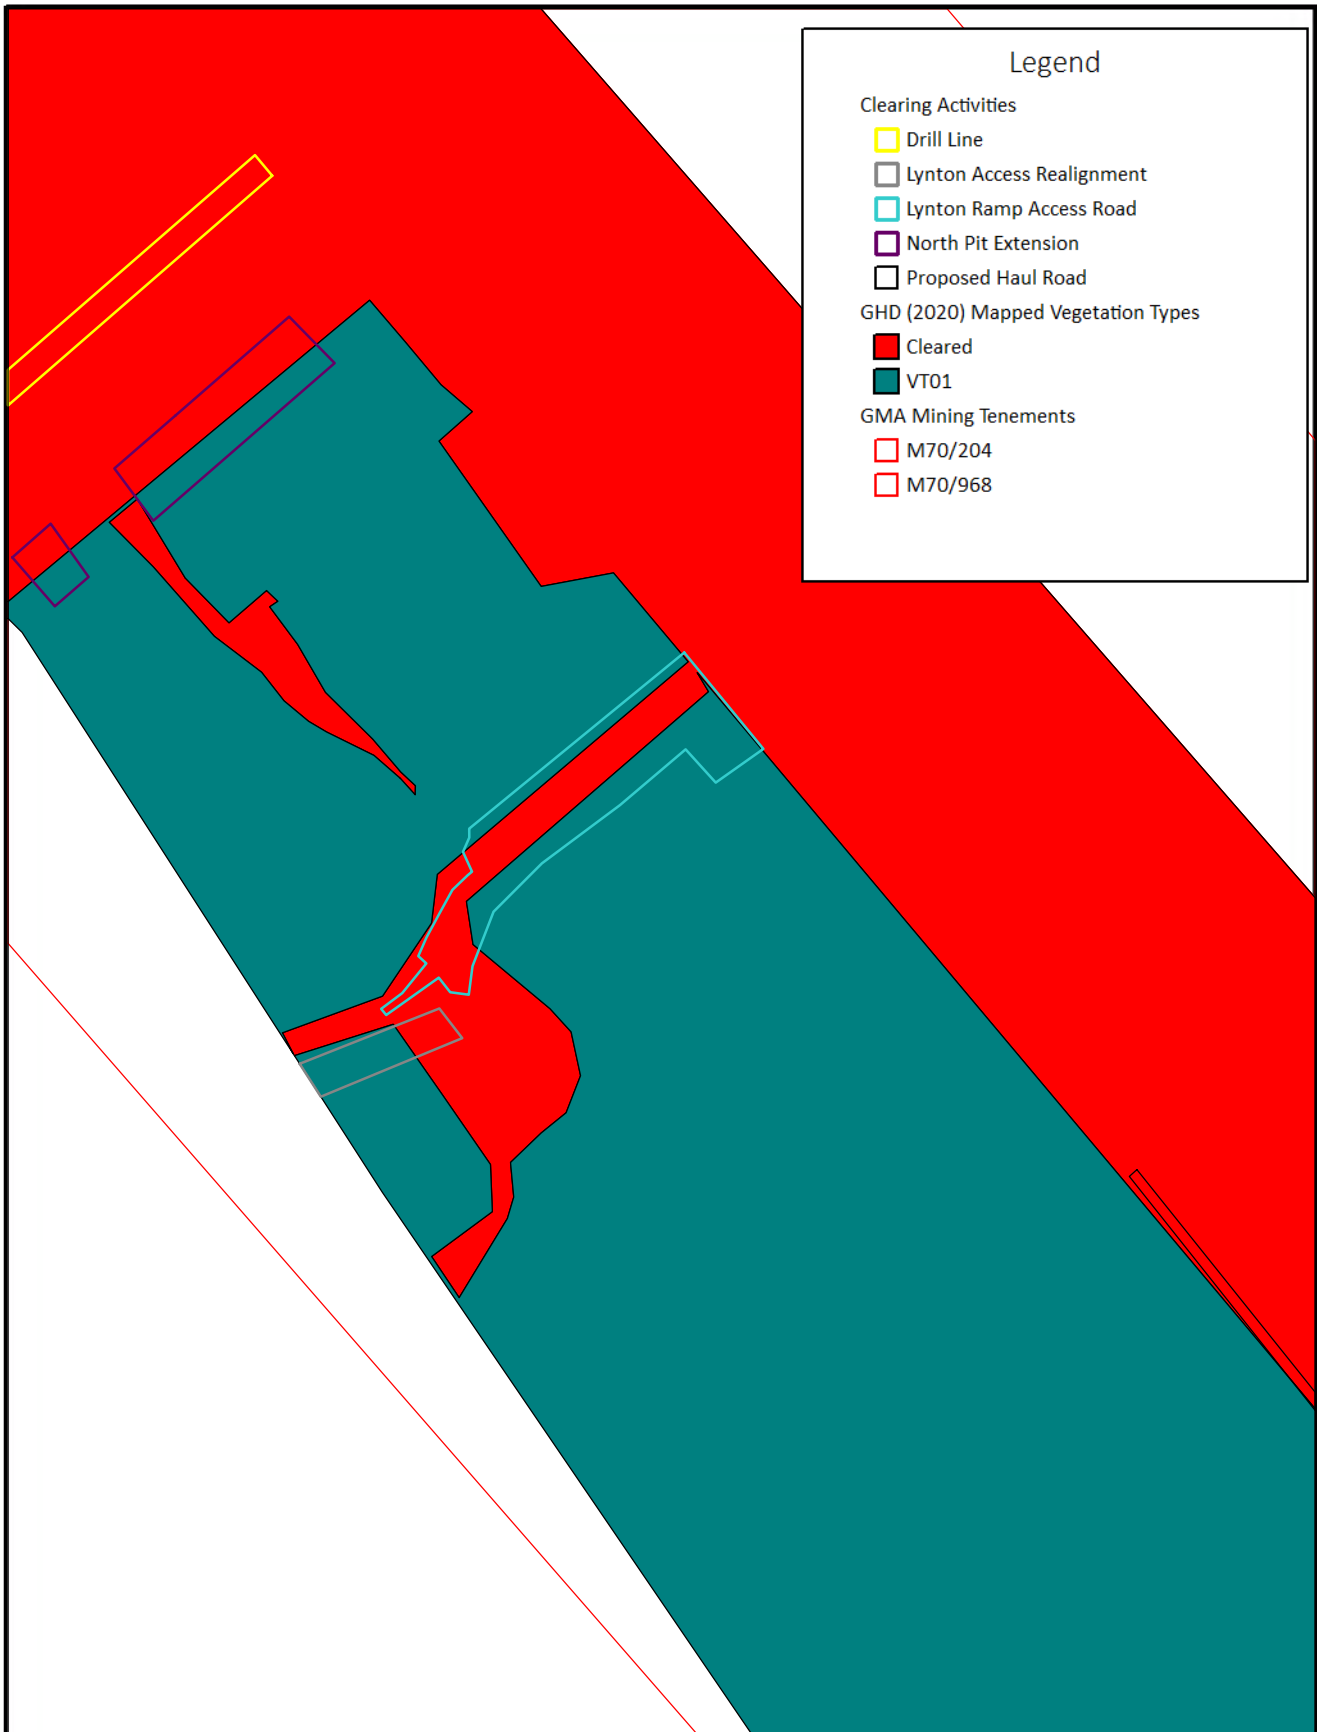 Legend
Clearing Activities
Drill Line
Lynton Access Realignment
Lynton Ramp Access Road
North Pit Extension
Proposed Haul Road
GHD (2020) Mapped Vegetation Types
Cleared
VT01
GMA Mining Tenements
M70/204
M70/968